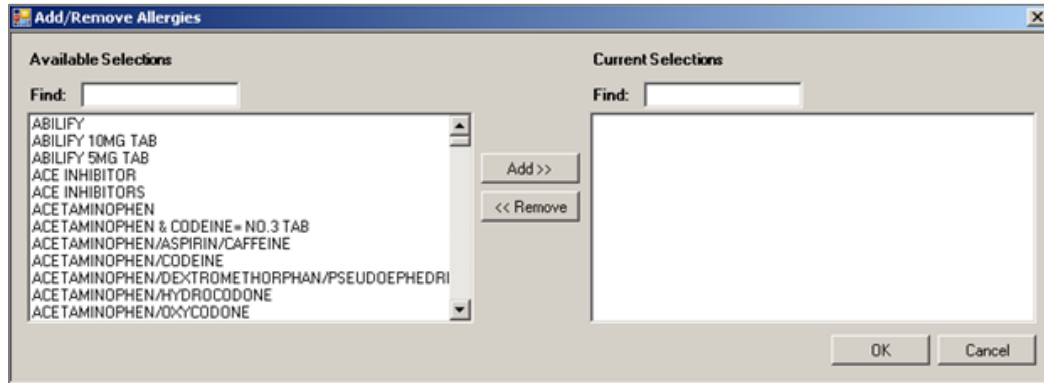 Add/Remove Allergies
Available Selections
Find:
ABILIFY
ABILIFY 10MG TAB
ABILIFY 5MG TAB
ACE INHIBITOR
ACE INHIBITORS
ACETAMINOPHEN
ACETAMINOPHEN & CODEINE= NO.3 TAB
ACETAMINOPHEN/ASPIRIN/CAFFEINE
ACETAMINOPHEN/CODEINE
ACETAMINOPHEN/DEXTROMETHORPHAN/PSEUDOEPHEDRI
ACETAMINOPHEN/HYDROCODONE
ACETAMINOPHEN/OXYCODONE
Add >>
<< Remove
Current Selections
Find:
OK
Cancel